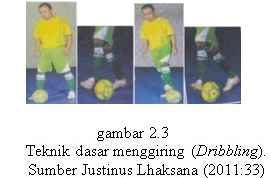 gambar 2.3
Teknik dasar menggiring (Dribbling).
Sumber Justinus Lhaksana (2011:33)